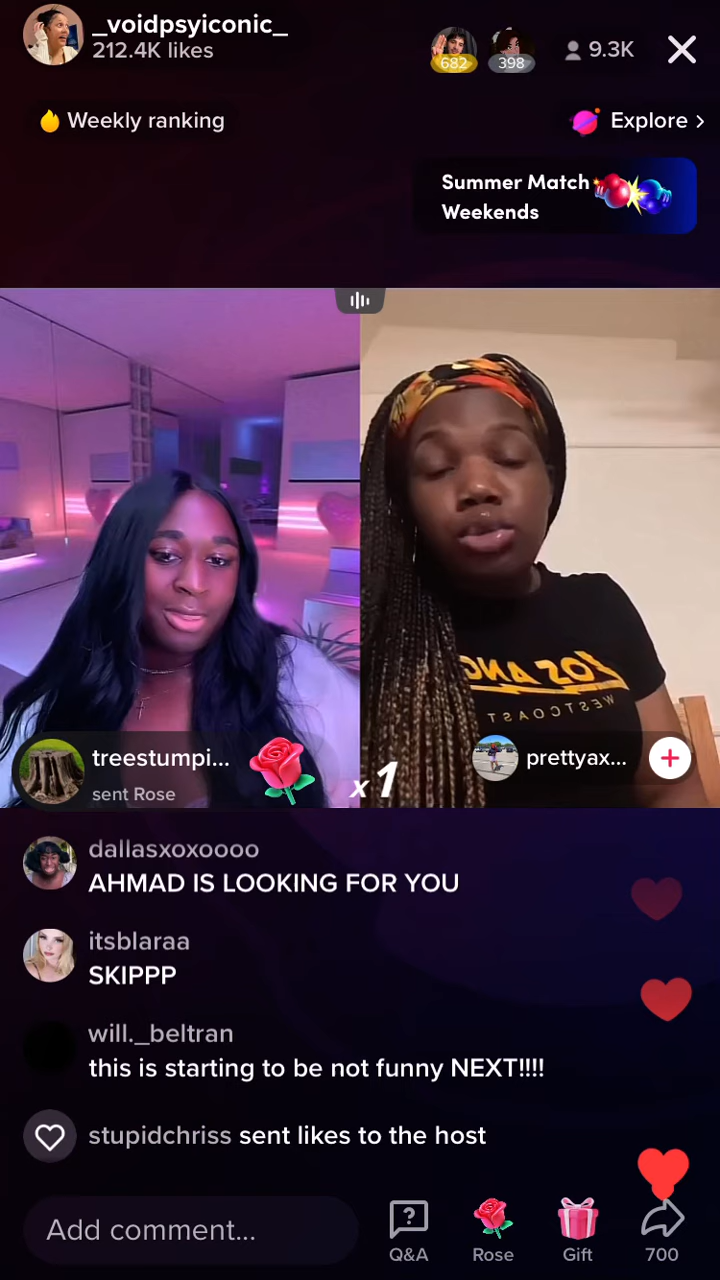 _voidpsyiconic_
212.4K likes
682
398
9.3K
Weekly ranking
Explore >
Summer Match
Weekends
WESTCOAST
treestumpi...
sent Rose
x1
prettyax...
dallasxoxoooo
AHMAD IS LOOKING FOR YOU
itsblaraa
SKIPPP
will._beltran
this is starting to be not funny NEXT!!!!
stupidchriss sent likes to the host
Add comment...
Q&A
Rose
Gift
700